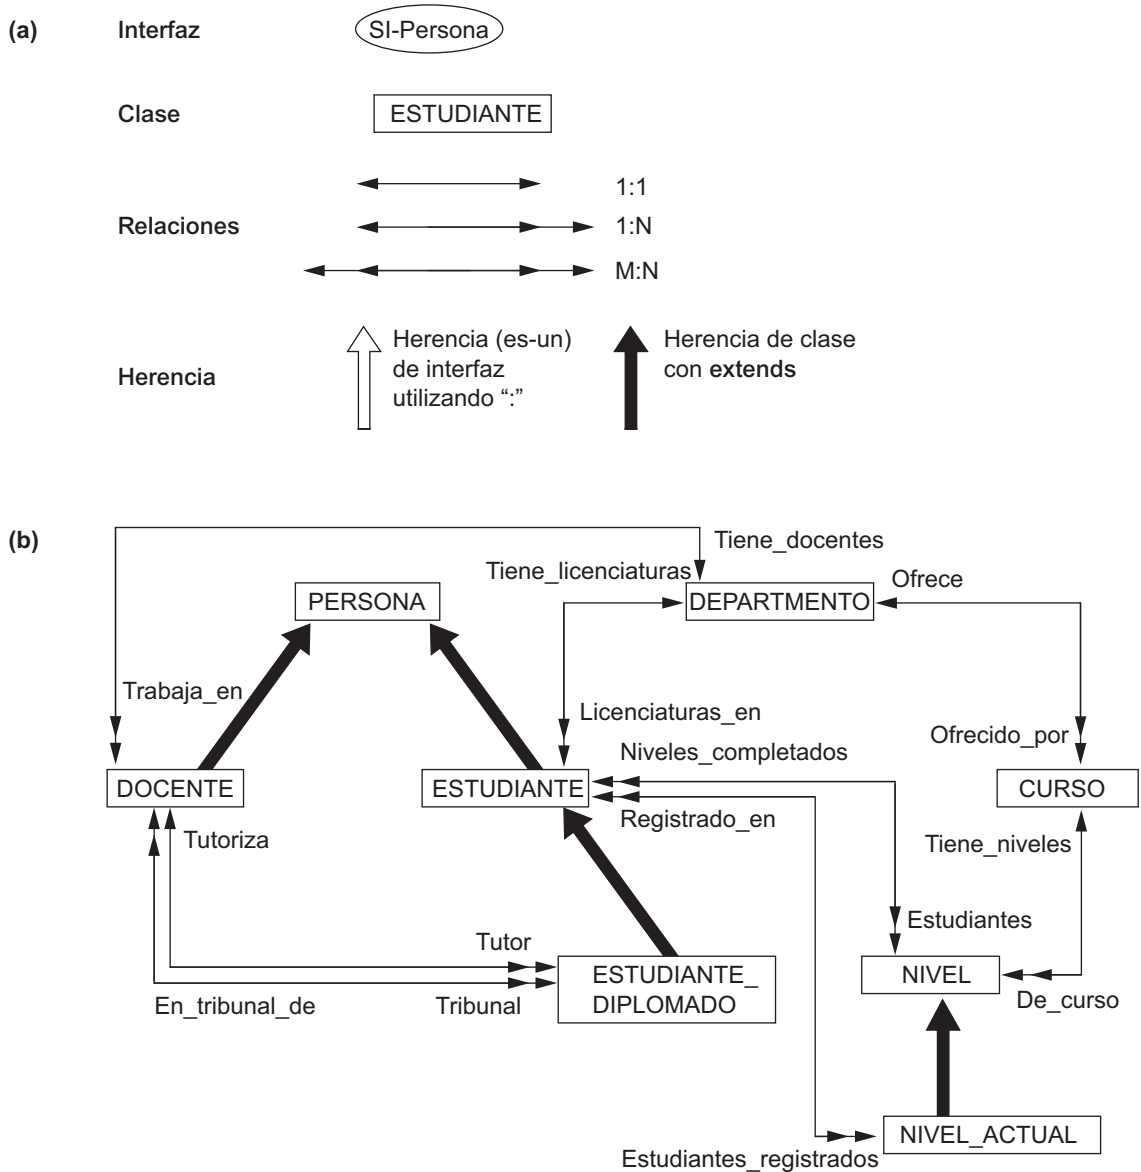 (a)
Interfaz
SI-Persona
Clase
ESTUDIANTE
1:1
Relaciones
1:N
M:N
Herencia
Herencia (es-un)
de interfaz
utilizando “:”
Herencia de clase
con extends
(b)
Tiene_docentes
Tiene_licenciaturas
Ofrece
PERSONA
DEPARTMENTO
Trabaja_en
Licenciaturas_en
Ofrecido_por
Niveles_completados
DOCENTE
ESTUDIANTE
CURSO
Registrado_en
Tutoriza
Tiene_niveles
Estudiantes
Tutor
ESTUDIANTE_
DIPLOMADO
NIVEL
En_tribunal_de
Tribunal
De_curso
NIVEL_ACTUAL
Estudiantes_registrados